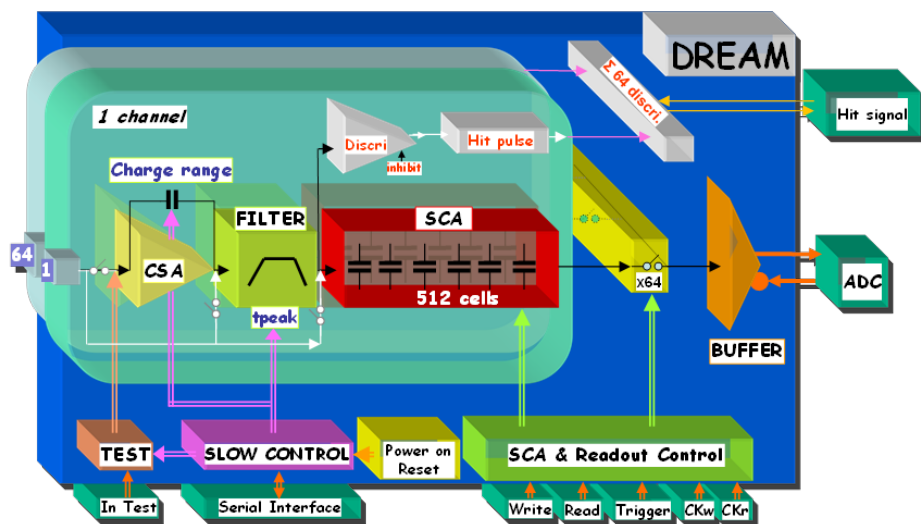 DREAM
Σ 64 discri.
Hit signal
1 channel
Discri
Hit pulse
inhibit
Charge range
FILTER
SCA
64
1
CSA
512 cells
x64
ADC
tpeak
BUFFER
TEST
SLOW CONTROL
Power on
Reset
SCA & Readout Control
In Test
Serial Interface
Write
Read
Trigger
CKw
CKr